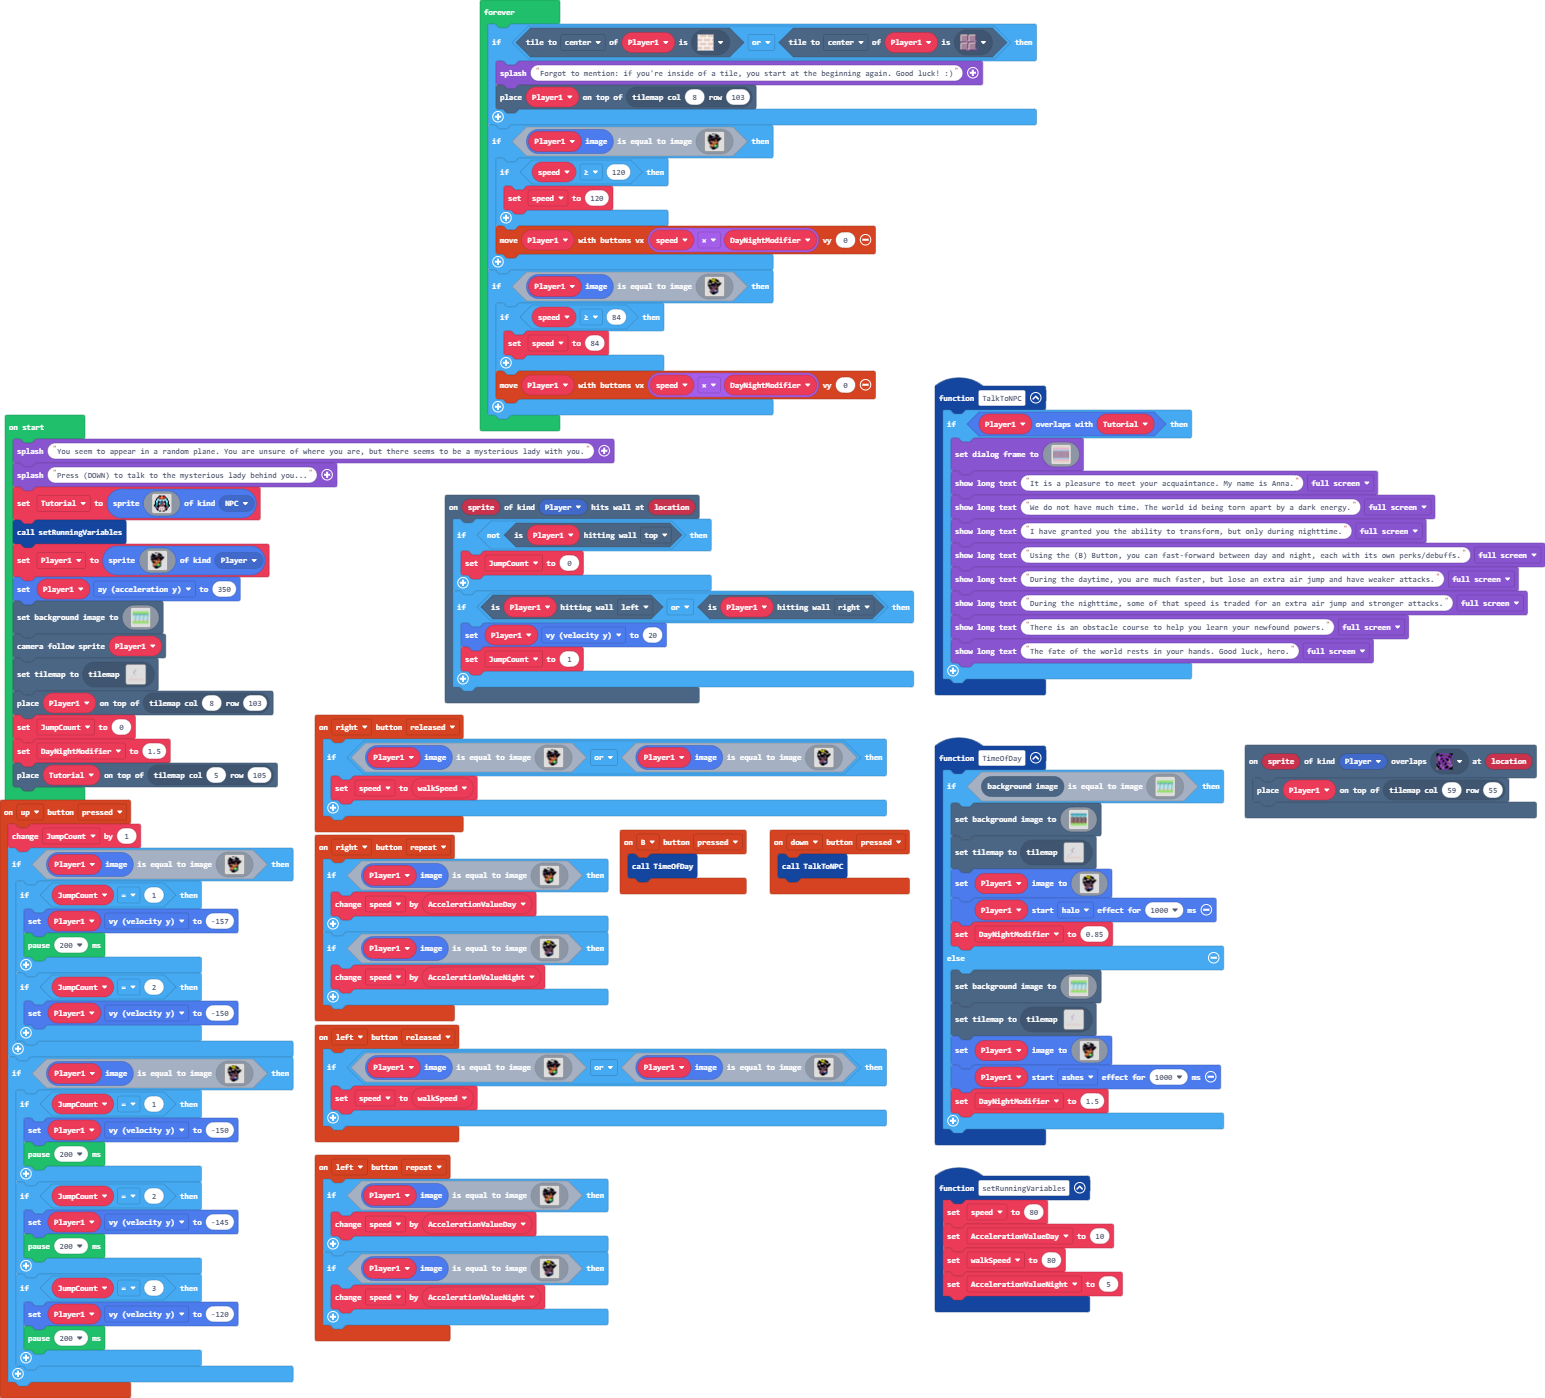 forever
if tile to center of Player1 is or tile to center of Player1 is then
splash "Forgot to mention: if you're inside of a tile, you start at the beginning again. Good luck! :)"
place Player1 on top of tilemap col 8 row 103
if Player1 image is equal to image then
if speed ≥ 120 then
set speed to 120
move Player1 with buttons vx speed × DayNightModifier vy 0
if Player1 image is equal to image then
if speed ≥ 84 then
set speed to 84
move Player1 with buttons vx speed × DayNightModifier vy 0
on start
splash "You seem to appear in a random plane. You are unsure of where you are, but there seems to be a mysterious lady with you."
splash "Press (DOWN) to talk to the mysterious lady behind you..."
set Tutorial to sprite of kind NPC
call setRunningVariables
set Player1 to sprite of kind Player
set Player1 ay (acceleration y) to 350
set background image to
camera follow sprite Player1
set tilemap to tilemap
place Player1 on top of tilemap col 8 row 103
set JumpCount to 0
set DayNightModifier to 1.5
place Tutorial on top of tilemap col 5 row 105
on up button pressed
change JumpCount by 1
if Player1 image is equal to image then
if JumpCount = 1 then
set Player1 vy (velocity y) to -157
pause 200 ms
if JumpCount = 2 then
set Player1 vy (velocity y) to -150
if Player1 image is equal to image then
if JumpCount = 1 then
set Player1 vy (velocity y) to -150
pause 200 ms
if JumpCount = 2 then
set Player1 vy (velocity y) to -145
pause 200 ms
if JumpCount = 3 then
set Player1 vy (velocity y) to -120
pause 200 ms
on sprite of kind Player hits wall at location
if not is Player1 hitting wall top then
set JumpCount to 0
if is Player1 hitting wall left or is Player1 hitting wall right then
set Player1 vy (velocity y) to 20
set JumpCount to 1
on right button released
if Player1 image is equal to image or Player1 image is equal to image then
set speed to walkSpeed
on right button repeat
if Player1 image is equal to image then
change speed by AccelerationValueDay
if Player1 image is equal to image then
change speed by AccelerationValueNight
on left button released
if Player1 image is equal to image or Player1 image is equal to image then
set speed to walkSpeed
on left button repeat
if Player1 image is equal to image then
change speed by AccelerationValueDay
if Player1 image is equal to image then
change speed by AccelerationValueNight
on B button pressed
call TimeOfDay
on down button pressed
call TalkToNPC
function TalkToNPC
if Player1 overlaps with Tutorial then
set dialog frame to
show long text "It is a pleasure to meet your acquaintance. My name is Anna." full screen
show long text "We do not have much time. The world id being torn apart by a dark energy." full screen
show long text "I have granted you the ability to transform, but only during nighttime." full screen
show long text "Using the (B) Button, you can fast-forward between day and night, each with its own perks/debuffs." full screen
show long text "During the daytime, you are much faster, but lose an extra air jump and have weaker attacks." full screen
show long text "During the nighttime, some of that speed is traded for an extra air jump and stronger attacks." full screen
show long text "There is an obstacle course to help you learn your newfound powers." full screen
show long text "The fate of the world rests in your hands. Good luck, hero." full screen
function TimeOfDay
if background image is equal to image then
set background image to
set tilemap to tilemap
set Player1 image to
Player1 start halo effect for 1000 ms
set DayNightModifier to 0.85
else
set background image to
set tilemap to tilemap
set Player1 image to
Player1 start ashes effect for 1000 ms
set DayNightModifier to 1.5
on sprite of kind Player overlaps at location
place Player1 on top of tilemap col 59 row 55
function setRunningVariables
set speed to 80
set AccelerationValueDay to 10
set walkSpeed to 80
set AccelerationValueNight to 5